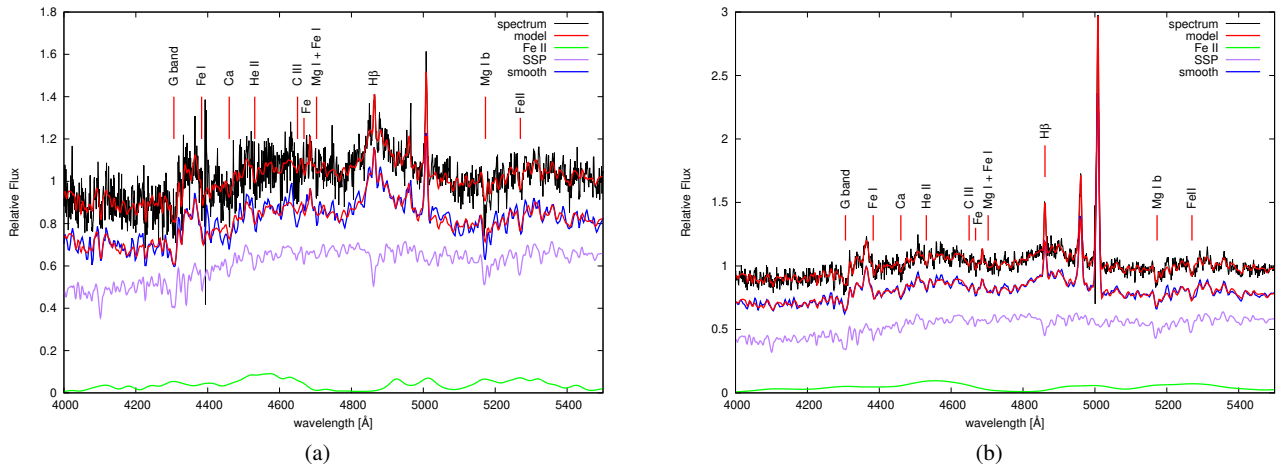 1.8
1.6
1.4
1.2
1
0.8
0.6
0.4
0.2
0
Relative Flux
4000 4200 4400 4600 4800 5000 5200 5400
wavelength [Å]
spectrum
model
Fe II
SSP
smooth
G band
Fe I
Ca
He II
C III
Fe
Mg I + Fe I
Hβ
Mg I b
FeII
(a)
3
2.5
2
1.5
1
0.5
0
Relative Flux
4000 4200 4400 4600 4800 5000 5200 5400
wavelength [Å]
spectrum
model
Fe II
SSP
smooth
G band
Fe I
Ca
He II
C III
Fe
Mg I + Fe I
Hβ
Mg I b
FeII
(b)